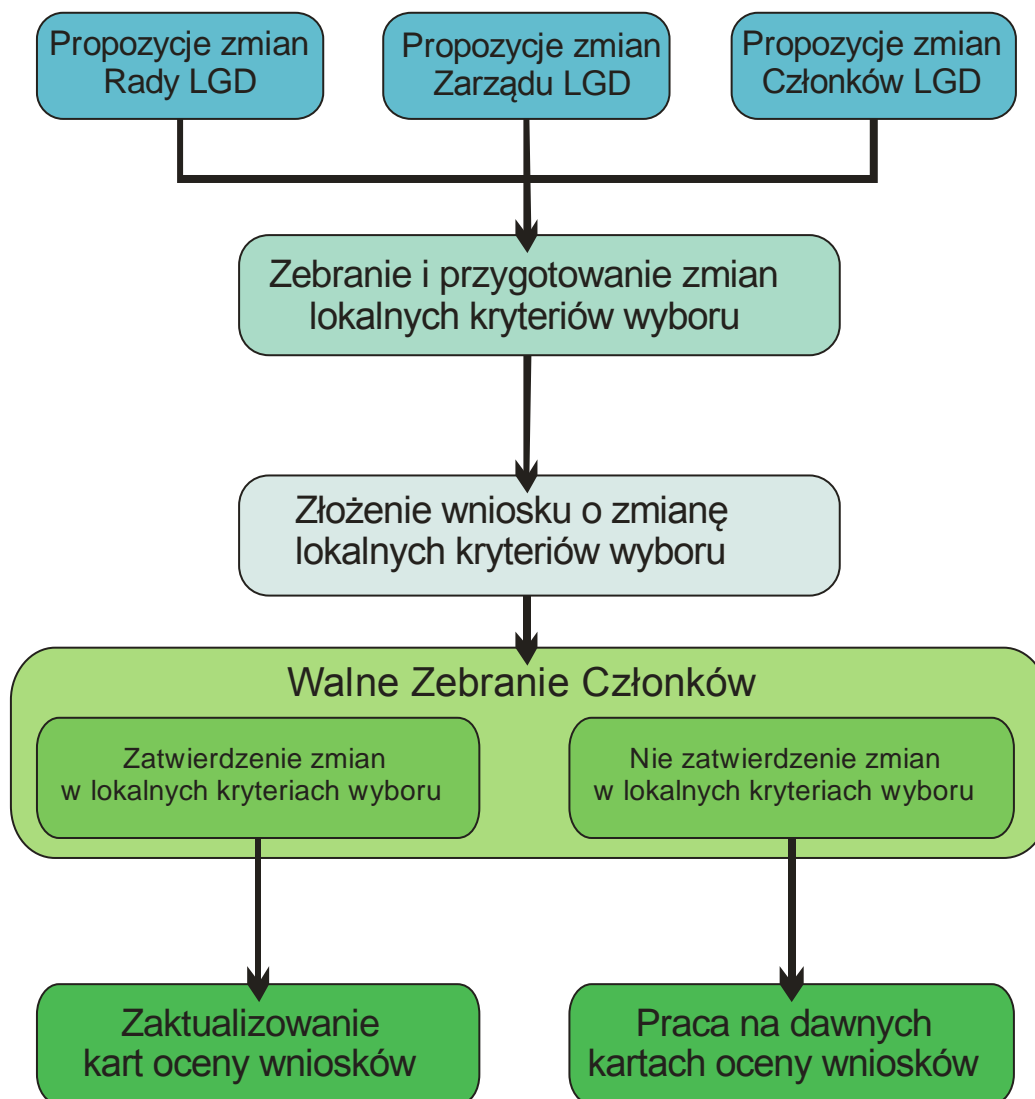 Propozycje zmian
Rady LGD
Propozycje zmian
Zarządu LGD
Propozycje zmian
Członków LGD
Zebranie i przygotowanie zmian
lokalnych kryteriów wyboru
Złożenie wniosku o zmianę
lokalnych kryteriów wyboru
Walne Zebranie Członków
Zatwierdzenie zmian
w lokalnych kryteriach wyboru
Nie zatwierdzenie zmian
w lokalnych kryteriach wyboru
Zaktualizowanie
kart oceny wniosków
Praca na dawnych
kartach oceny wniosków